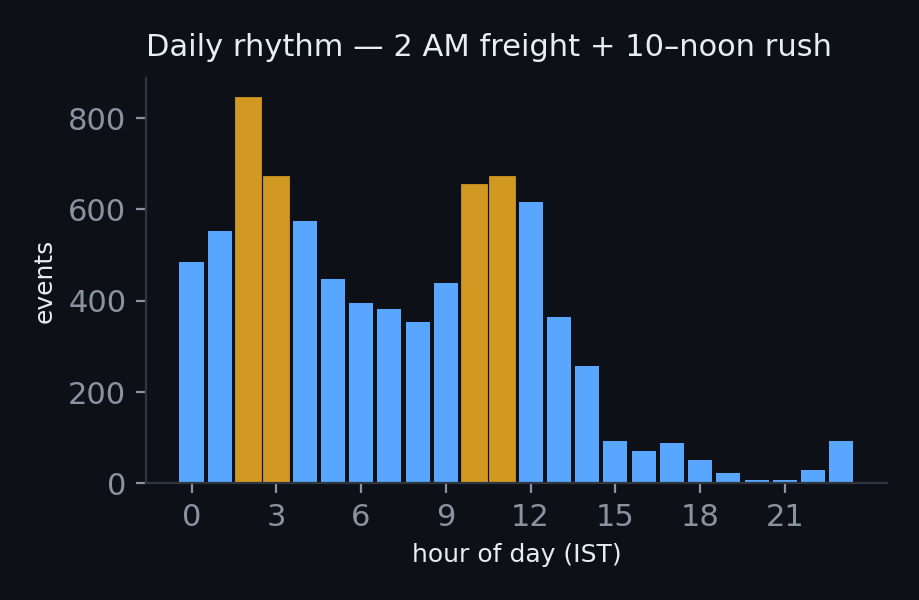 Daily rhythm — 2 AM freight + 10–noon rush
800
600
400
200
0
events
0 3 6 9 12 15 18 21
hour of day (IST)